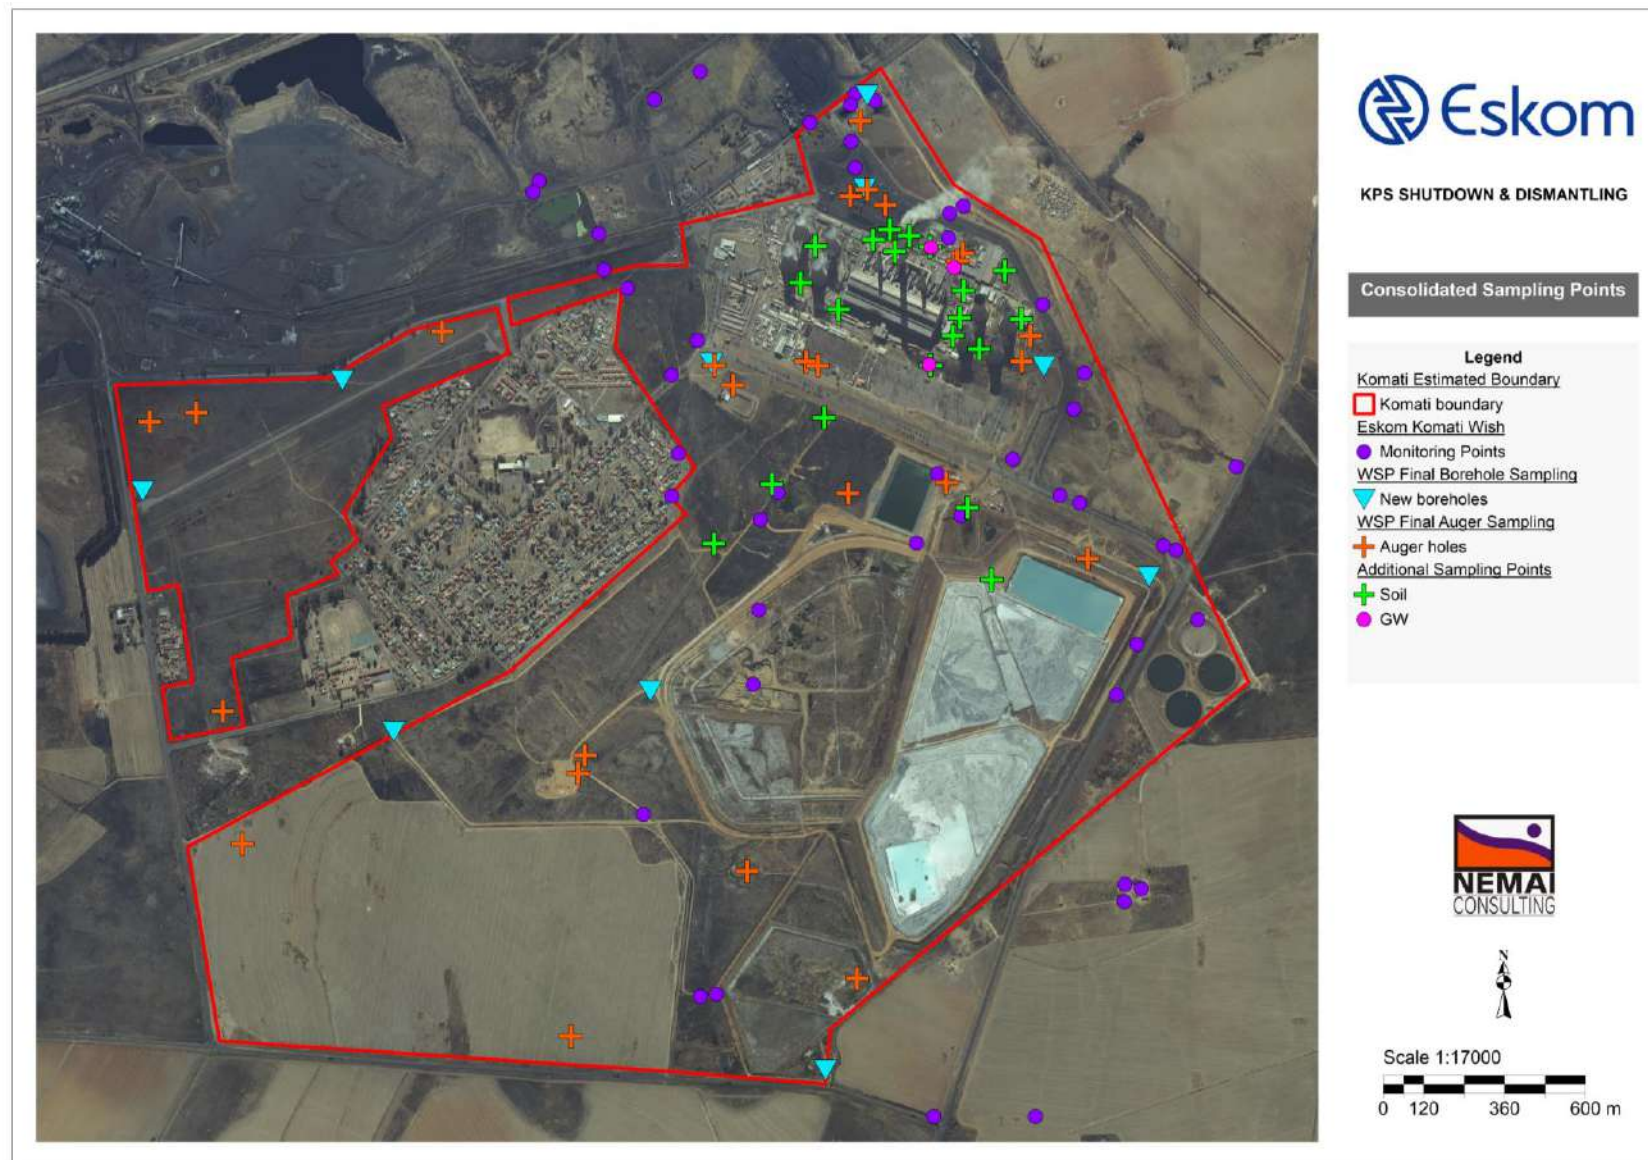 Eskom
KPS SHUTDOWN & DISMANTLING
Consolidated Sampling Points
Legend
Komati Estimated Boundary
Komati boundary
Eskom Komati Wish
Monitoring Points
WSP Final Borehole Sampling
New boreholes
WSP Final Auger Sampling
Auger holes
Additional Sampling Points
Soil
GW
NEMAI
CONSULTING
N
Scale 1:17000
0 120 360 600 m